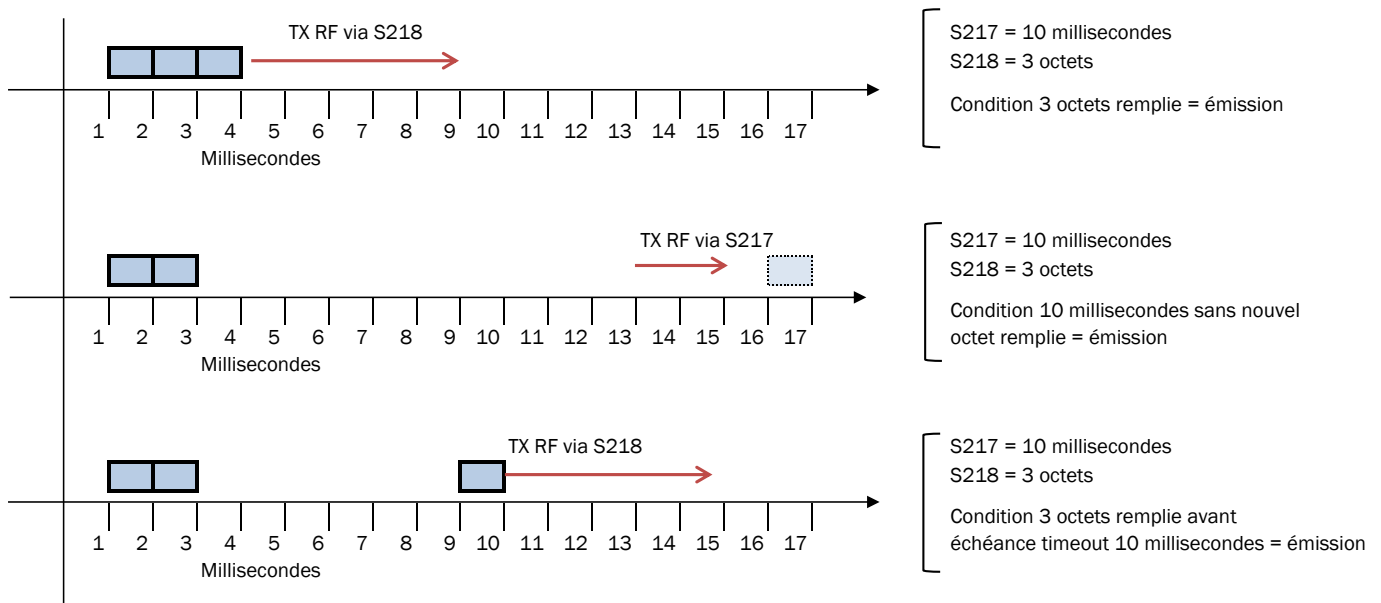 TX RF via S218
1 2 3 4 5 6 7 8 9 10 11 12 13 14 15 16 17
Millisecondes
S217 = 10 millisecondes
S218 = 3 octets
Condition 3 octets remplie = émission
TX RF via S217
1 2 3 4 5 6 7 8 9 10 11 12 13 14 15 16 17
Millisecondes
S217 = 10 millisecondes
S218 = 3 octets
Condition 10 millisecondes sans nouvel
octet remplie = émission
TX RF via S218
1 2 3 4 5 6 7 8 9 10 11 12 13 14 15 16 17
Millisecondes
S217 = 10 millisecondes
S218 = 3 octets
Condition 3 octets remplie avant
échéance timeout 10 millisecondes = émission